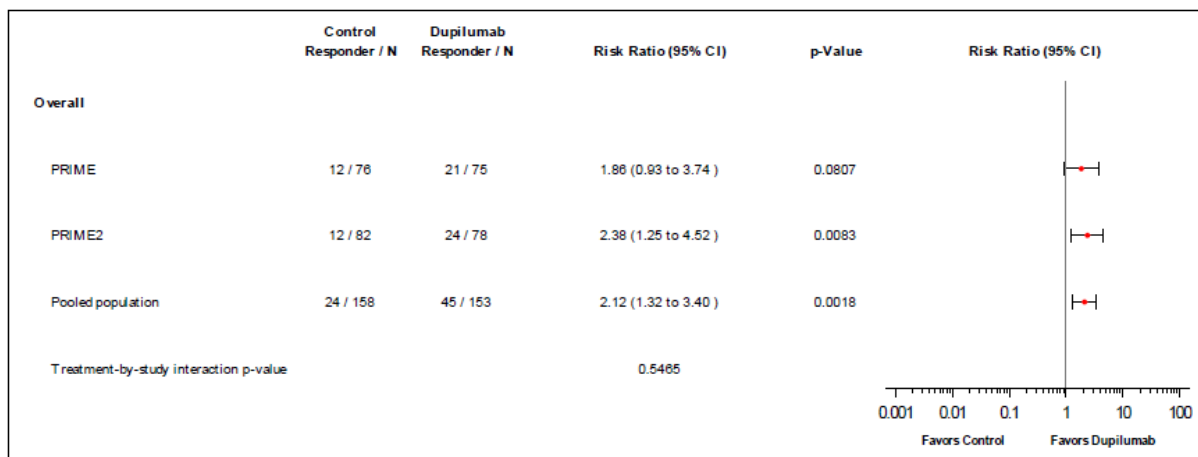 Control Responder / N Dupilumab Responder / N Risk Ratio (95% CI) p-Value Risk Ratio (95% CI)
Overall
PRIME 12 / 76 21 / 75 1.86 (0.93 to 3.74 ) 0.0807
PRIME2 12 / 82 24 / 78 2.38 (1.25 to 4.52 ) 0.0083
Pooled population 24 / 158 45 / 153 2.12 (1.32 to 3.40 ) 0.0018
Treatment-by-study interaction p-value 0.5465
0.001 0.01 0.1 1 10 100
Favors Control Favors Dupilumab